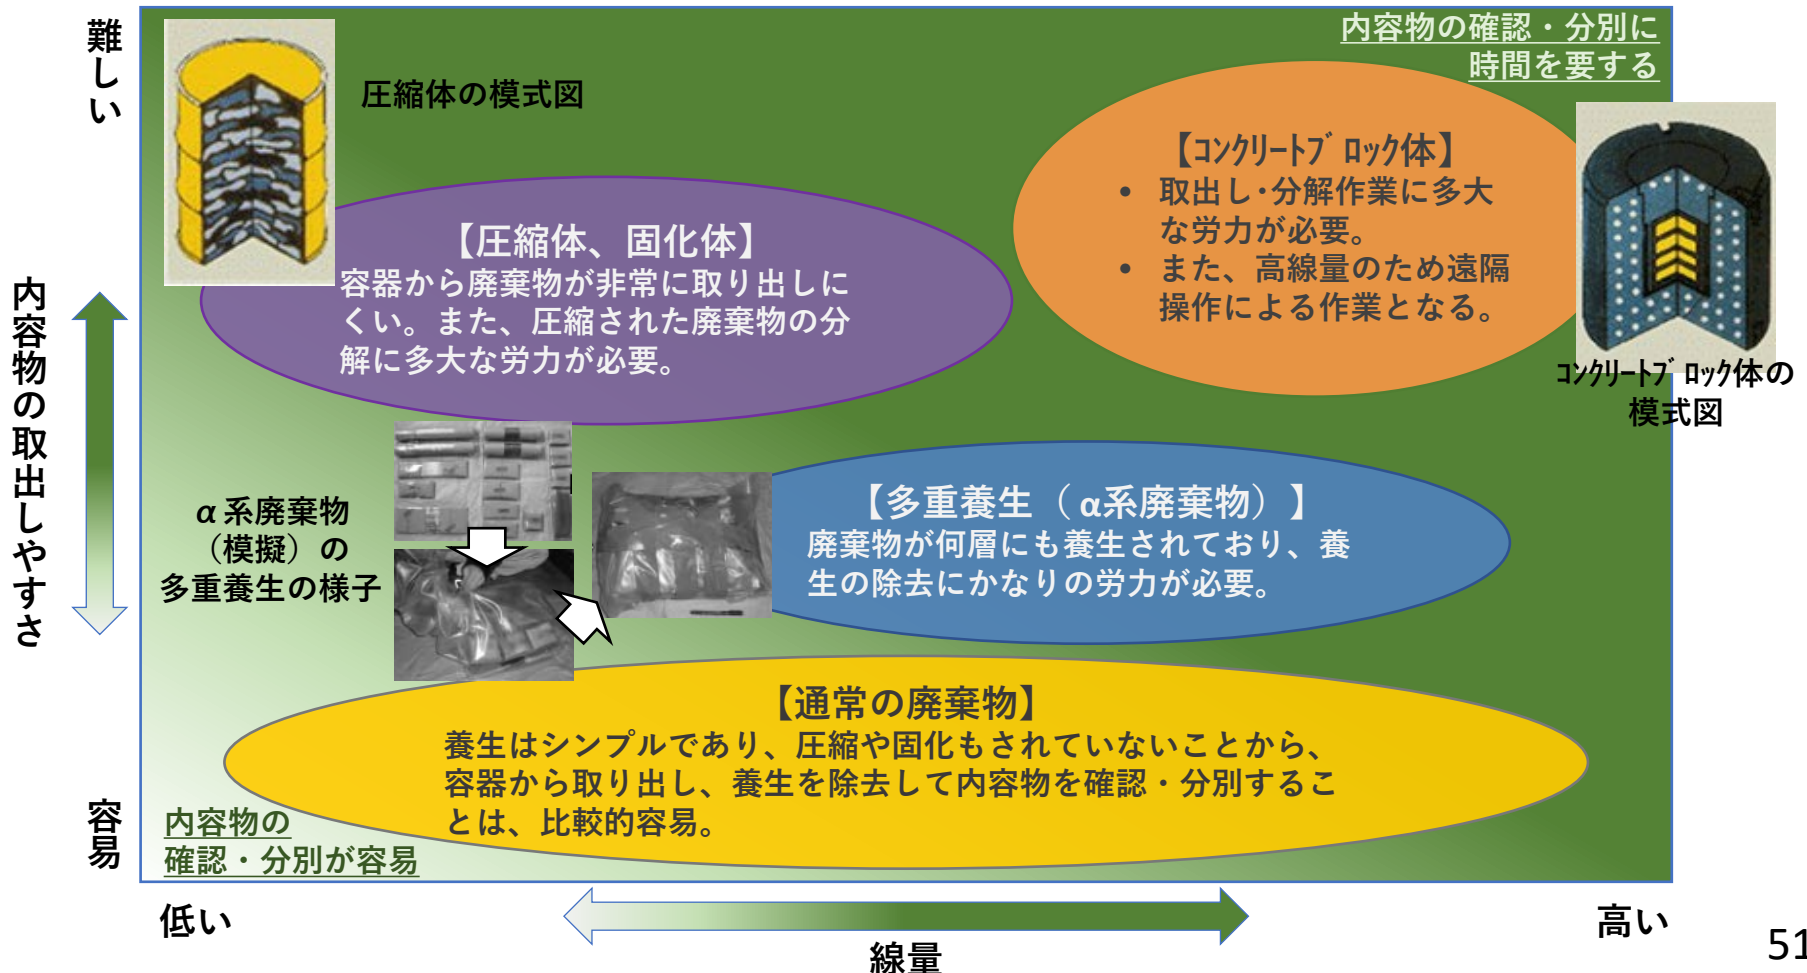 難しい
内容物の取出しやすさ
容易
圧縮体の模式図
内容物の確認・分別に
時間を要する
【ｺﾝｸﾘｰﾄﾌﾞﾛｯｸ体】
• 取出し・分解作業に多大
な労力が必要。
• また、高線量のため遠隔
操作による作業となる。
ｺﾝｸﾘｰﾄﾌﾞﾛｯｸ体の
模式図
【圧縮体、固化体】
容器から廃棄物が非常に取り出しに
くい。また、圧縮された廃棄物の分
解に多大な労力が必要。
α系廃棄物
（模擬）の
多重養生の様子
【多重養生（α系廃棄物）】
廃棄物が何層にも養生されており、養
生の除去にかなりの労力が必要。
【通常の廃棄物】
養生はシンプルであり、圧縮や固化もされていないことから、
容器から取り出し、養生を除去して内容物を確認・分別するこ
とは、比較的容易。
内容物の
確認・分別が容易
低い
線量
高い
51